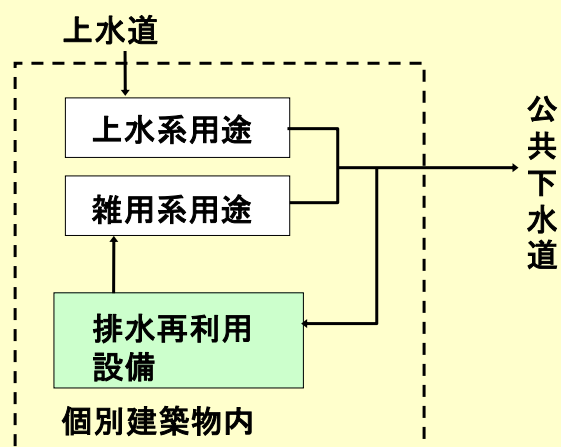 上水道
上水系用途
雑用系用途
排水再利用
設備
個別建築物内
公共下水道